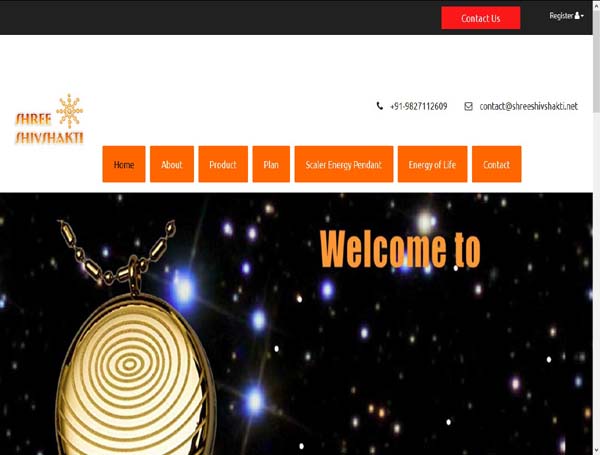 Contact Us
Register
SHREE
SHIVSHAKTI
+91-9827112609
contact@shreeshivshakti.net
Home
About
Product
Plan
Scaler Energy Pendant
Energy of Life
Contact
Welcome to